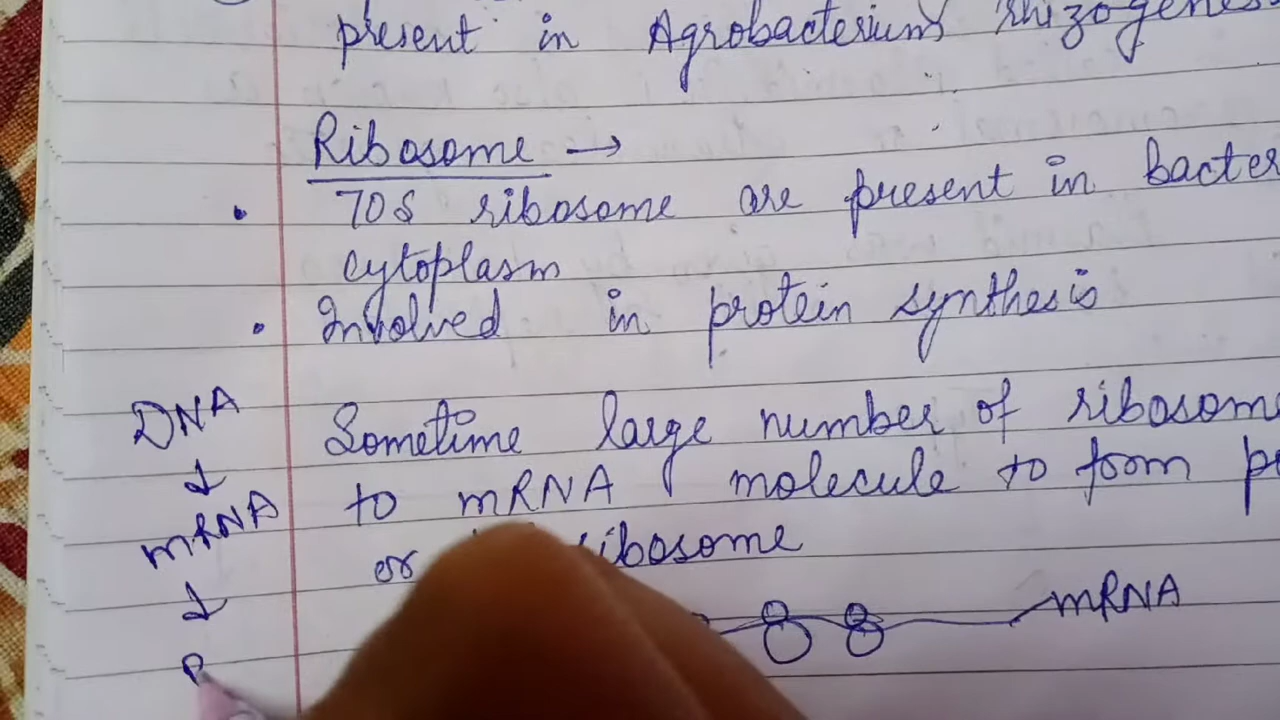 present in Agrobacterium rhizogenes
Ribosome →
• 70S ribosome are present in bacter
cytoplasm
• Involved in protein synthesis
DNA
↓
mRNA
↓
P
Sometime large number of ribosome
to mRNA molecule to form p
or ribosome
mRNA